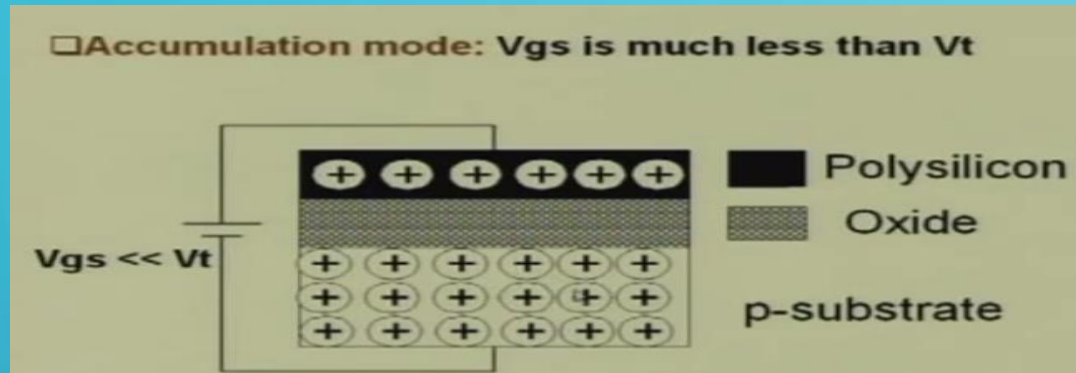 ❑Accumulation mode: Vgs is much less than Vt
Polysilicon
Oxide
Vgs << Vt
p-substrate